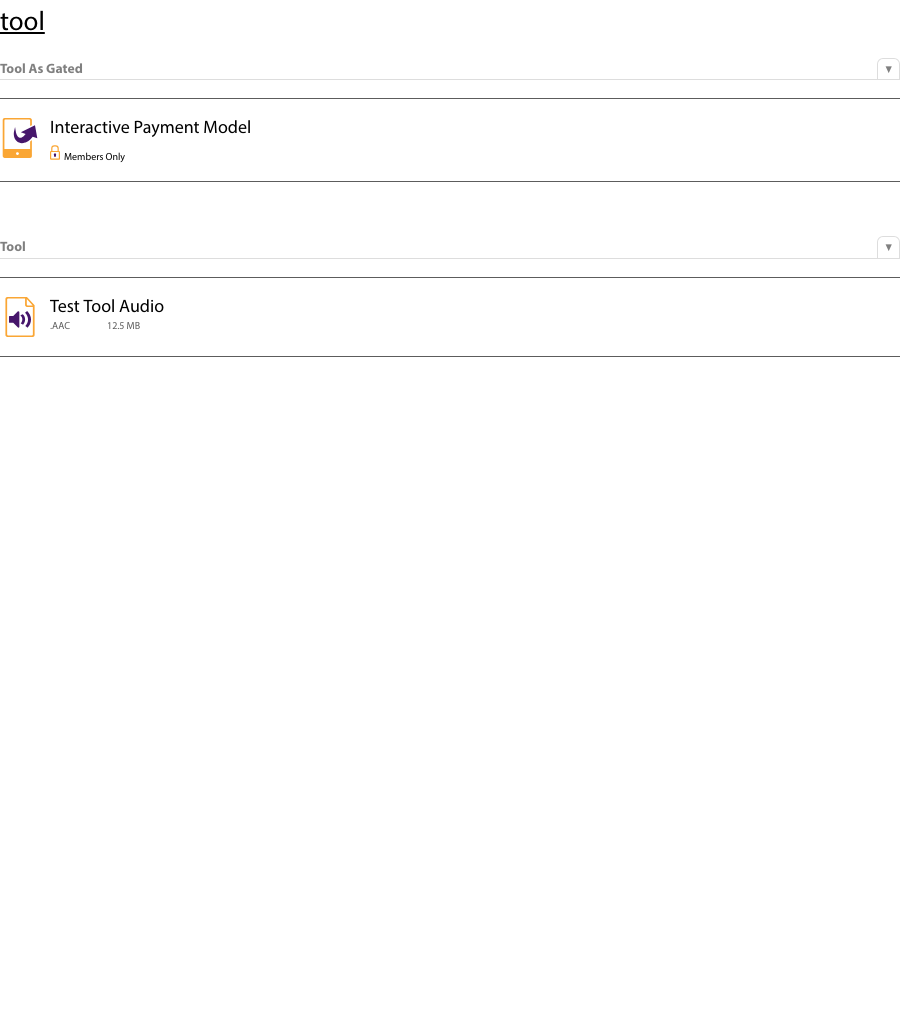 tool
Tool As Gated
▼
Interactive Payment Model
Members Only
Tool
▼
Test Tool Audio
.AAC 12.5 MB